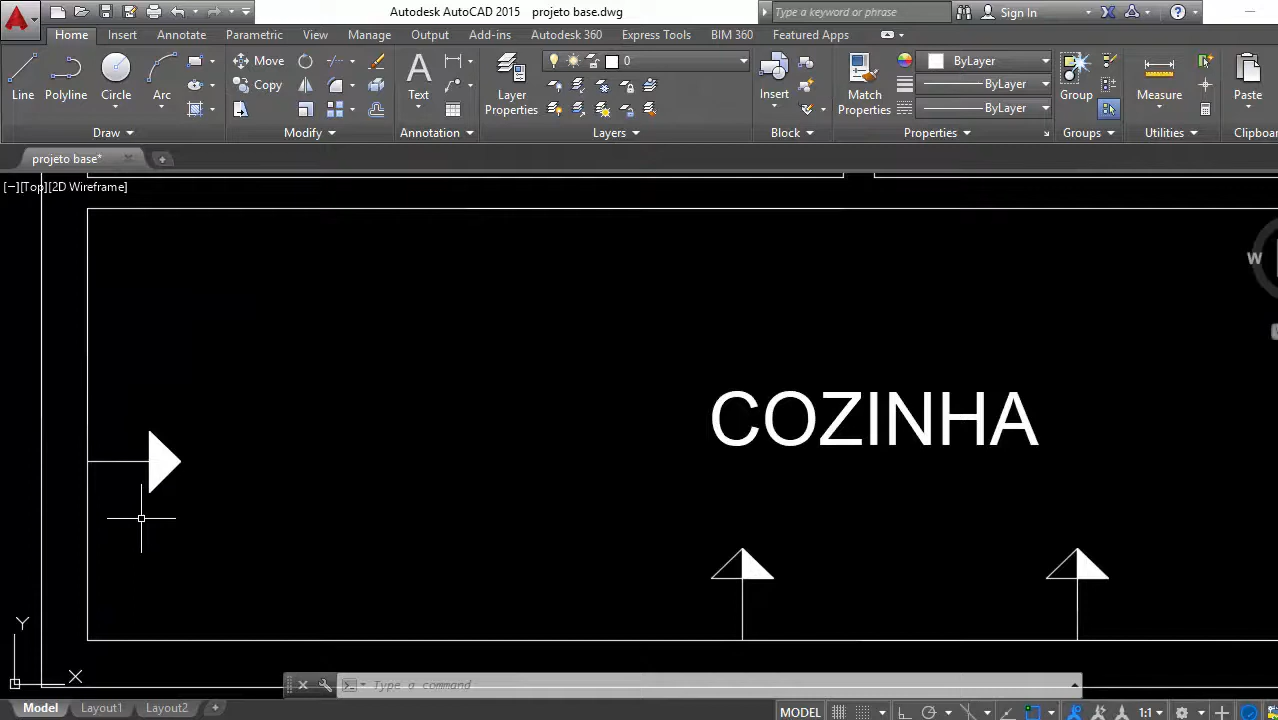 Autodesk AutoCAD 2015 projeto base.dwg
Type a keyword or phrase
Sign In
Home Insert Annotate Parametric View Manage Output Add-ins Autodesk 360 Express Tools BIM 360 Featured Apps
Line Polyline Circle Arc
Move
Copy
Text
Layer Properties
0
Insert
Match Properties
ByLayer
ByLayer
ByLayer
Group
Measure
Paste
Draw Modify Annotation Layers Block Properties Groups Utilities Clipboar
projeto base*
[−][Top][2D Wireframe]
W
COZINHA
Y
X
Type a command
Model Layout1 Layout2
MODEL
1:1